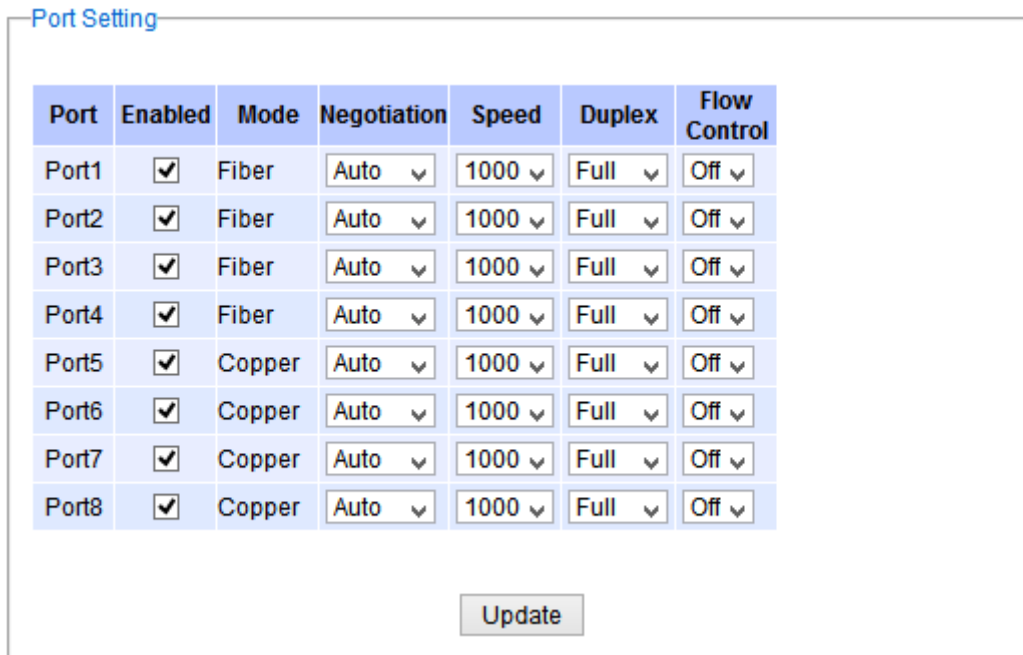 Port Setting
Port Enabled Mode Negotiation Speed Duplex Flow Control
Port1 Fiber Auto 1000 Full Off
Port2 Fiber Auto 1000 Full Off
Port3 Fiber Auto 1000 Full Off
Port4 Fiber Auto 1000 Full Off
Port5 Copper Auto 1000 Full Off
Port6 Copper Auto 1000 Full Off
Port7 Copper Auto 1000 Full Off
Port8 Copper Auto 1000 Full Off
Update